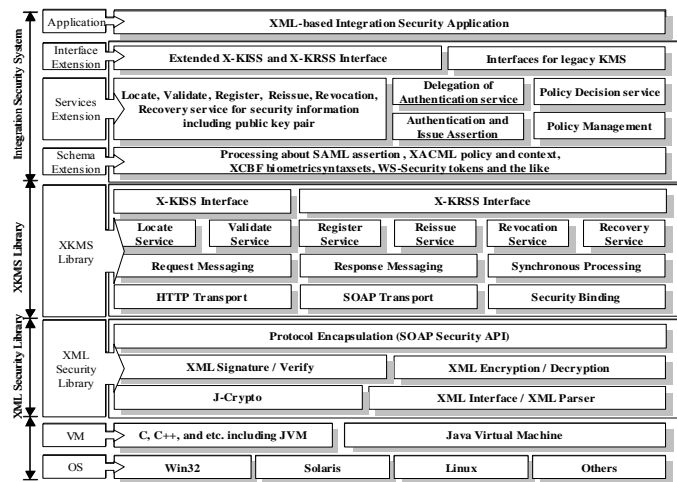 Integration Security System
Application
XML-based Integration Security Application
Interface
Extension
Extended X-KISS and X-KRSS Interface
Interfaces for legacy KMS
Services
Extension
Locate, Validate, Register, Reissue, Revocation,
Recovery service for security information
including public key pair
Delegation of
Authentication service
Policy Decision service
Authentication and
Issue Assertion
Policy Management
Schema
Extension
Processing about SAML assertion , XACML policy and context,
XCBF biometricsyntaxsets, WS-Security tokens and the like
XKMS Library
XKMS
Library
X-KISS Interface
X-KRSS Interface
Locate
Service
Validate
Service
Register
Service
Reissue
Service
Revocation
Service
Recovery
Service
Request Messaging
Response Messaging
Synchronous Processing
HTTP Transport
SOAP Transport
Security Binding
XML Security Library
XML
Security
Library
Protocol Encapsulation (SOAP Security API)
XML Signature / Verify
XML Encryption / Decryption
J-Crypto
XML Interface / XML Parser
VM
C, C++, and etc. including JVM
Java Virtual Machine
OS
Win32
Solaris
Linux
Others